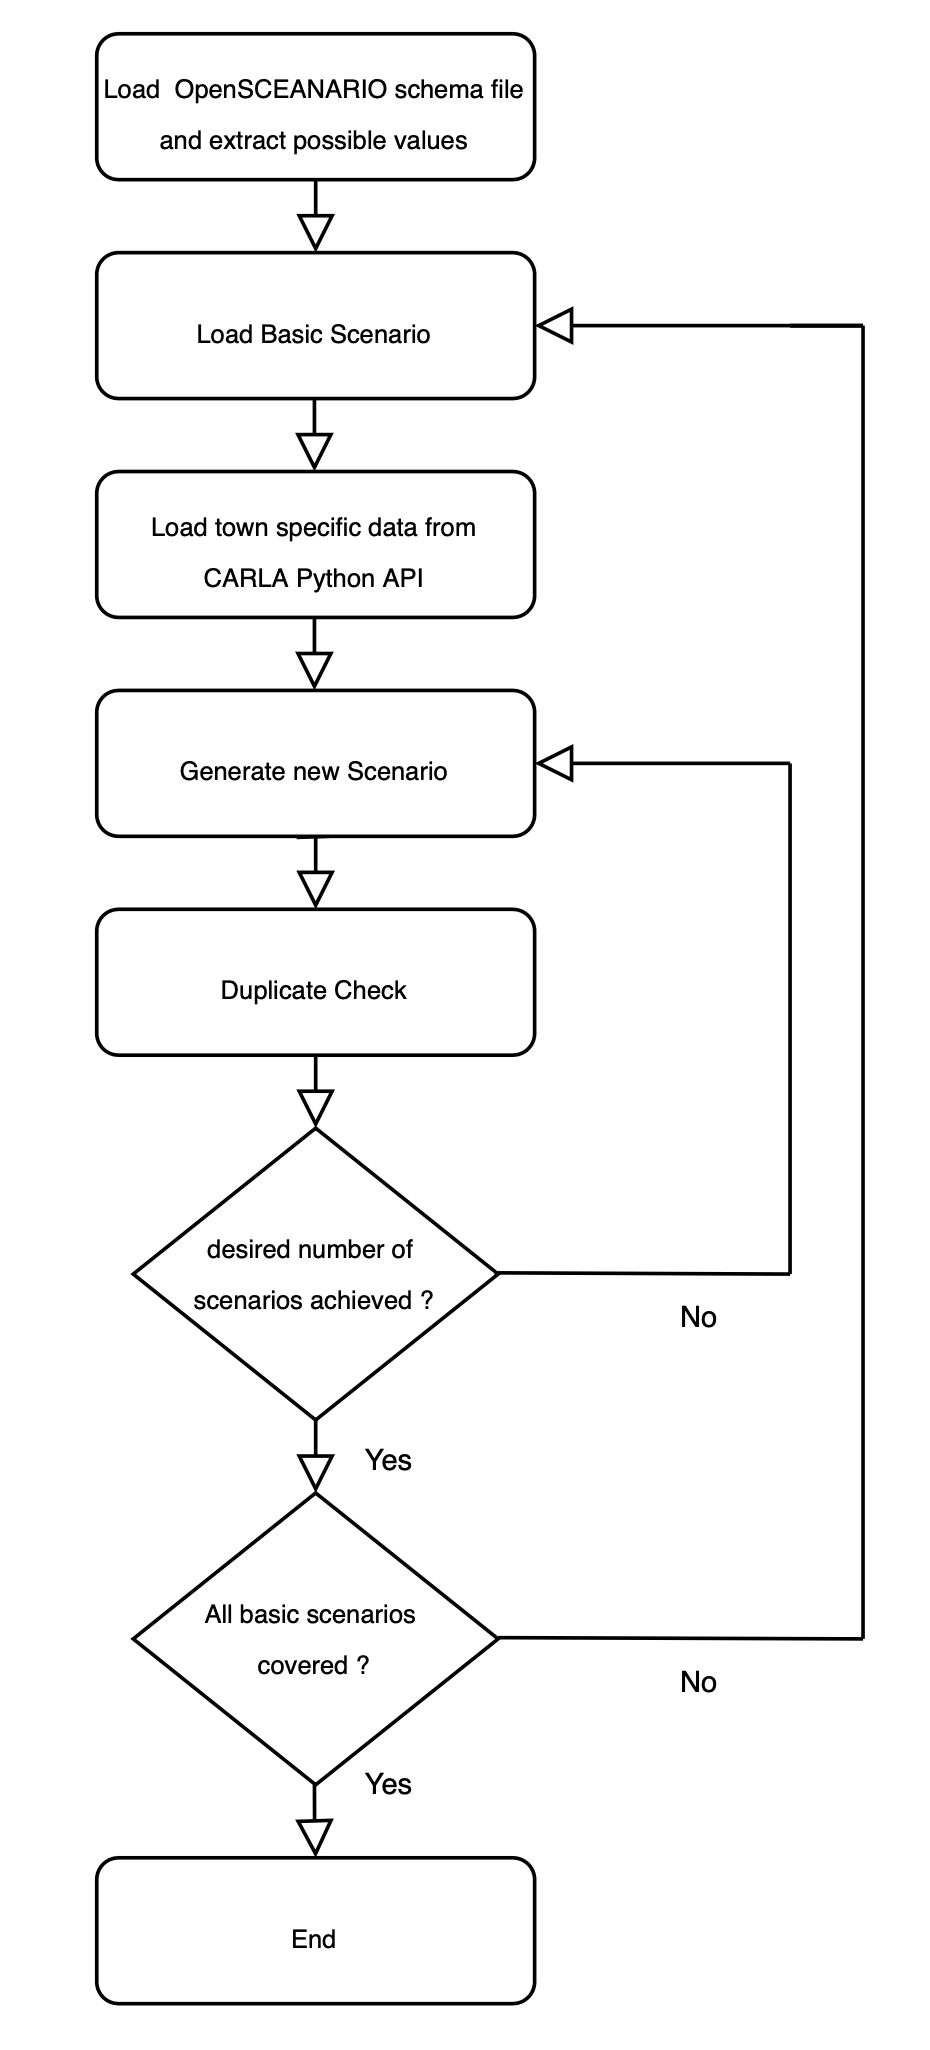 Load  OpenSCEANARIO schema file
and extract possible values
Load Basic Scenario
Load town specific data from
CARLA Python API
Generate new Scenario
Duplicate Check
desired number of
scenarios achieved ?
No
Yes
All basic scenarios
covered ?
No
Yes
End